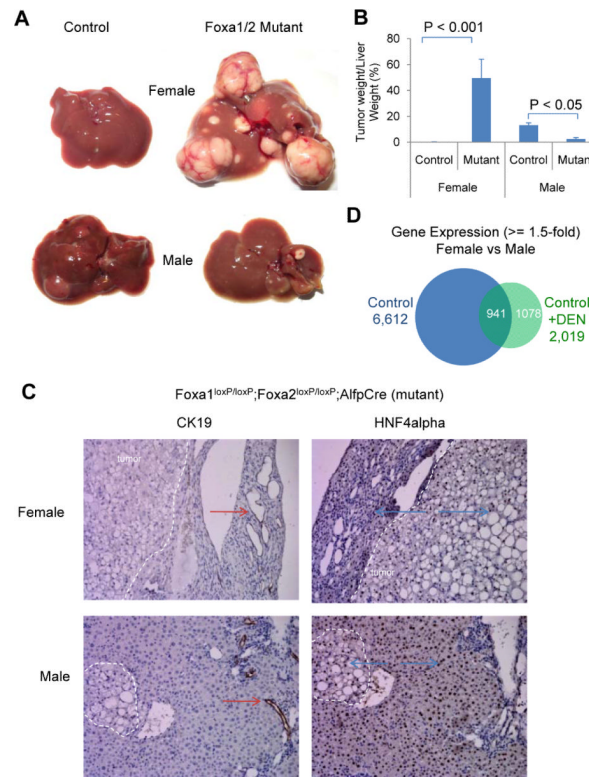 A
Control
Foxa1/2 Mutant
Female
Male
B
P < 0.001
P < 0.05
Tumor weight/Liver
Weight (%)
80
60
40
20
0
Control
Mutant
Control
Mutant
Female
Male
D
Gene Expression (>= 1.5-fold)
Female vs Male
Control
6,612
941
1078
Control
+DEN
2,019
C
Foxa1loxP/loxP;Foxa2loxP/loxP;AlfpCre (mutant)
CK19
HNF4alpha
Female
tumor
tumor
Male